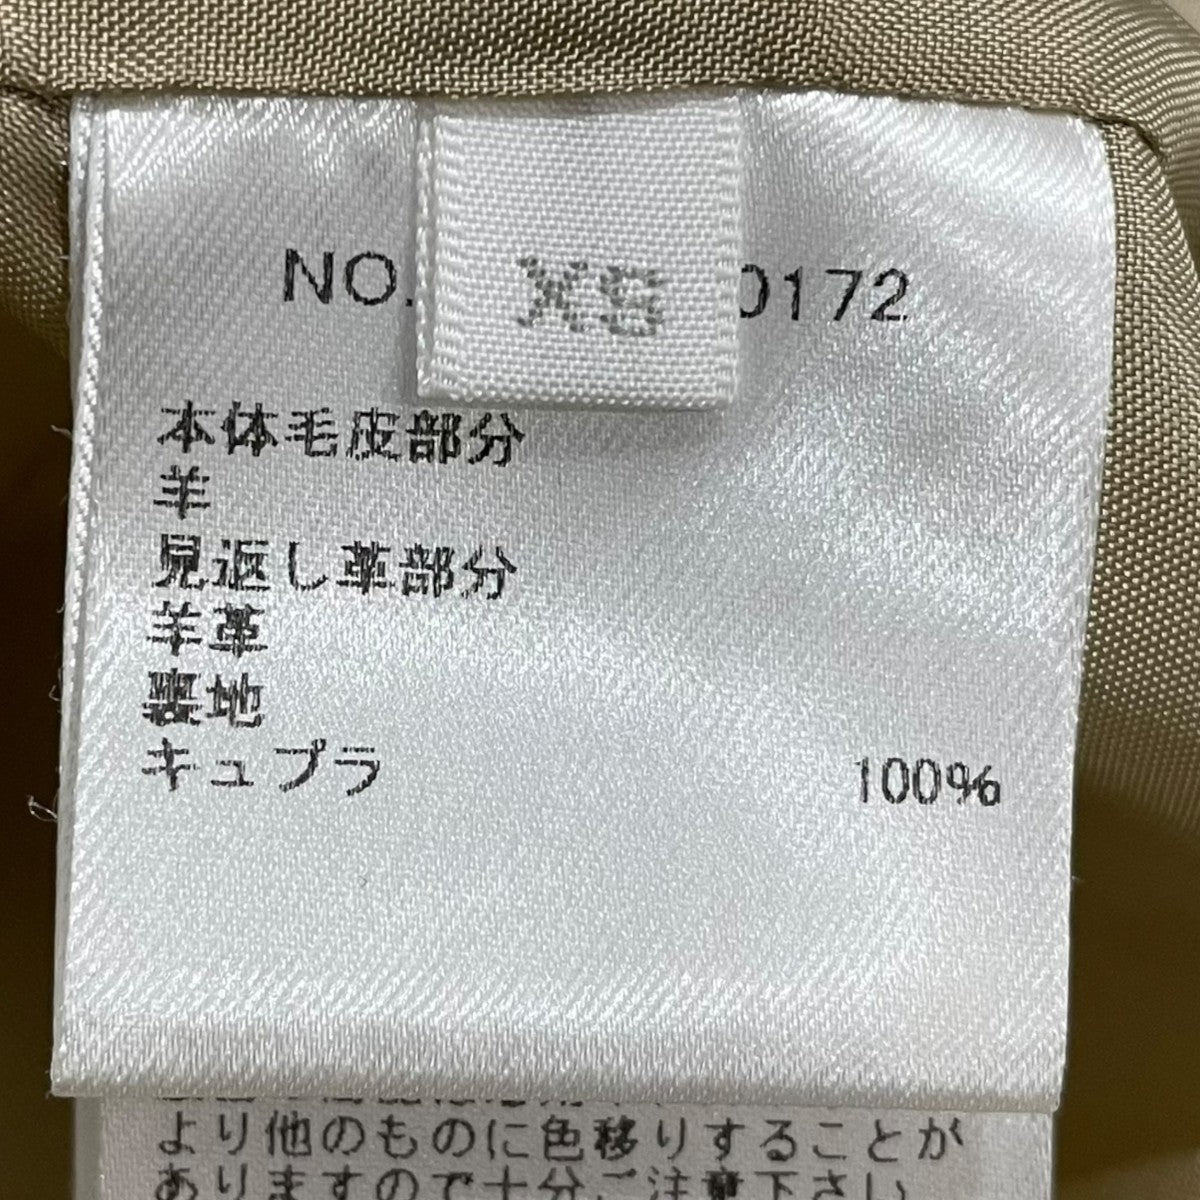 NO. 0172
XS
本体毛皮部分
羊
見返し革部分
羊革
裏地
キュプラ 100%
より他のものに色移りすることが
ありますので十分ご注意下さい